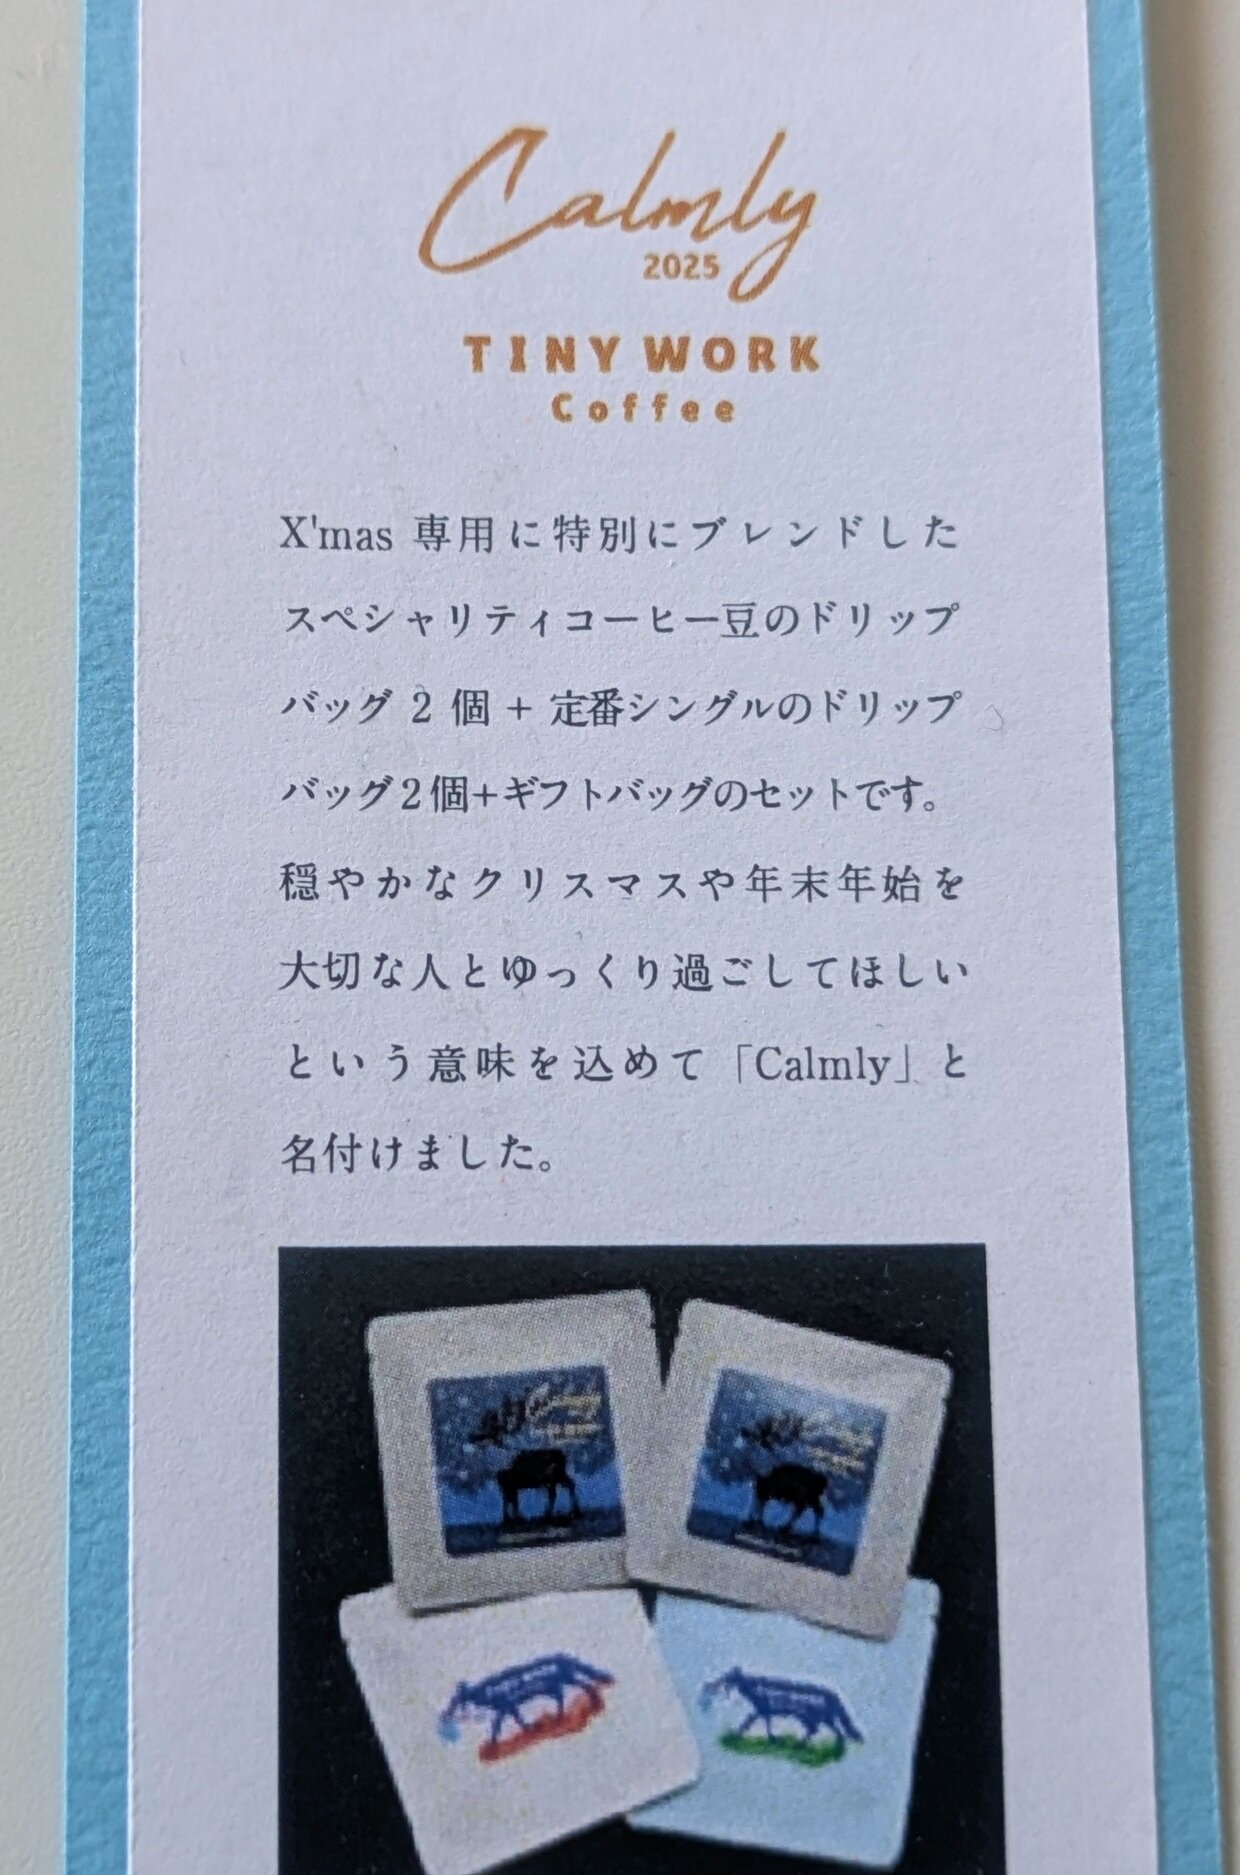 Calmly
2025
TINY WORK
Coffee
X'mas 専用に特別にブレンドした
スペシャリティコーヒー豆のドリップ
バッグ 2 個 + 定番シングルのドリップ
バッグ2個+ギフトバッグのセットです。
穏やかなクリスマスや年末年始を
大切な人とゆっくり過ごしてほしい
という意味を込めて「Calmly」と
名付けました。